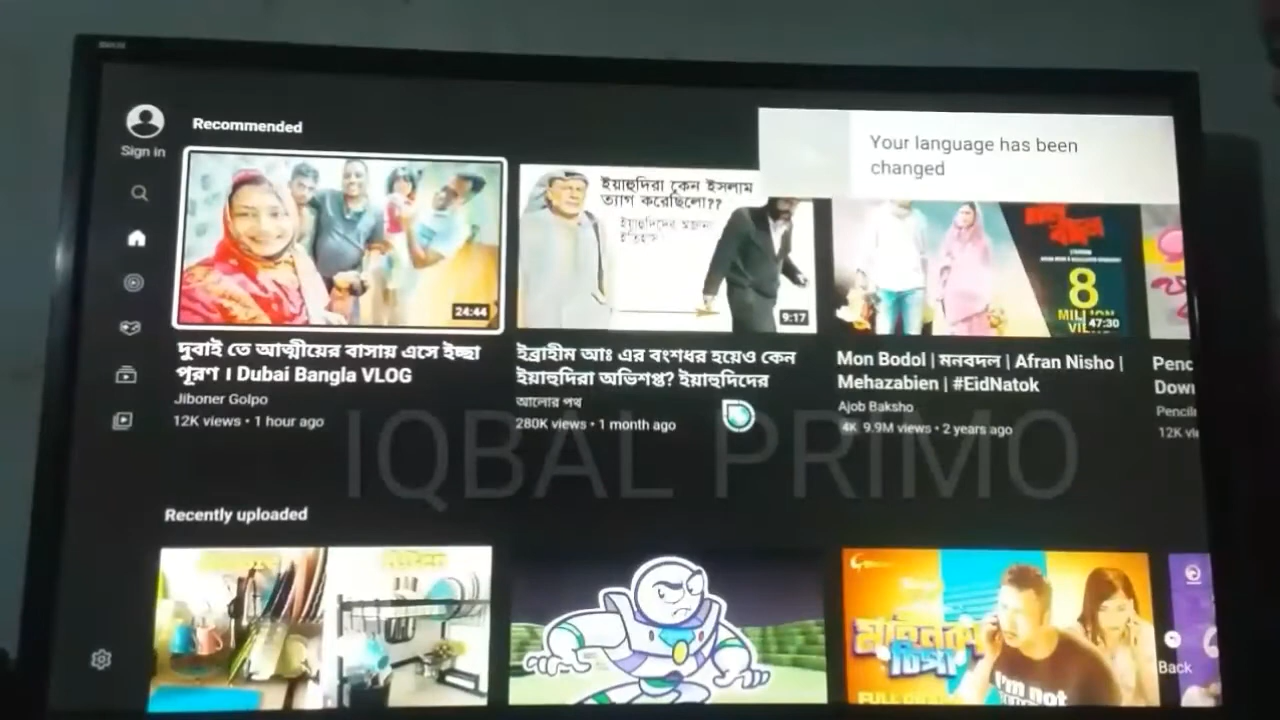 Recommended
Your language has been
changed
Sign in
ইয়াহুদিরা কেন ইসলাম
ত্যাগ করেছিলো??
ইয়াহুদিদের
8
24:44
9:17
47:30
দুবাই তে আত্মীয়ের বাসায় এসে ইচ্ছা
পূরণ । Dubai Bangla VLOG
Jiboner Golpo
12K views • 1 hour ago
ইব্রাহীম আঃ এর বংশধর হয়েও কেন
ইয়াহুদিরা অভিশপ্ত? ইয়াহুদিদের
আলোর পথ
280K views • 1 month ago
Mon Bodol | মনবদল | Afran Nisho |
Mehazabien | #EidNatok
Ajob Baksho
4K 9.9M views • 2 years ago
Penc
Dow
Pencil
12K vi
IQBAL PRIMO
Recently uploaded
I'm not
FULL
Back